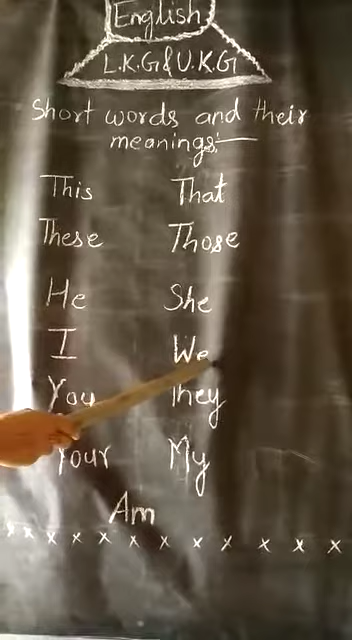 English
L.K.G & U.K.G
Short words and their
meanings:—
This That
These Those
He She
I We
You They
Your My
Am
x x x x x x x x x x x x